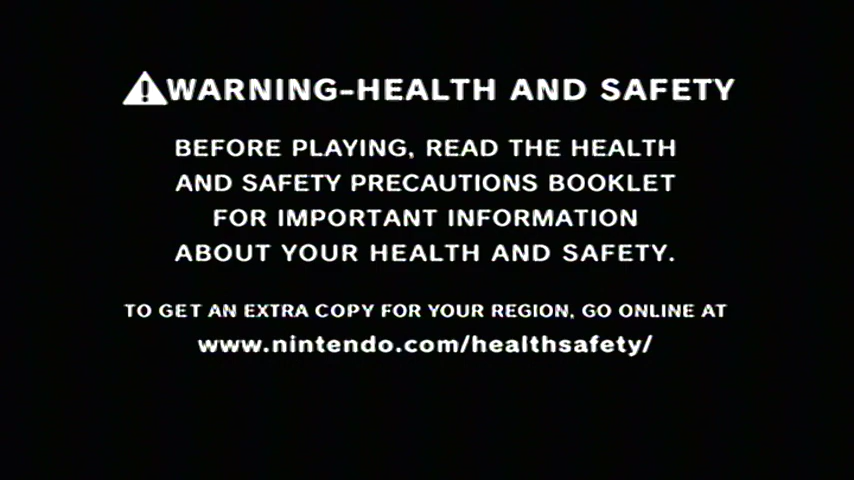 ⚠WARNING-HEALTH AND SAFETY
BEFORE PLAYING, READ THE HEALTH
AND SAFETY PRECAUTIONS BOOKLET
FOR IMPORTANT INFORMATION
ABOUT YOUR HEALTH AND SAFETY.
TO GET AN EXTRA COPY FOR YOUR REGION, GO ONLINE AT
www.nintendo.com/healthsafety/